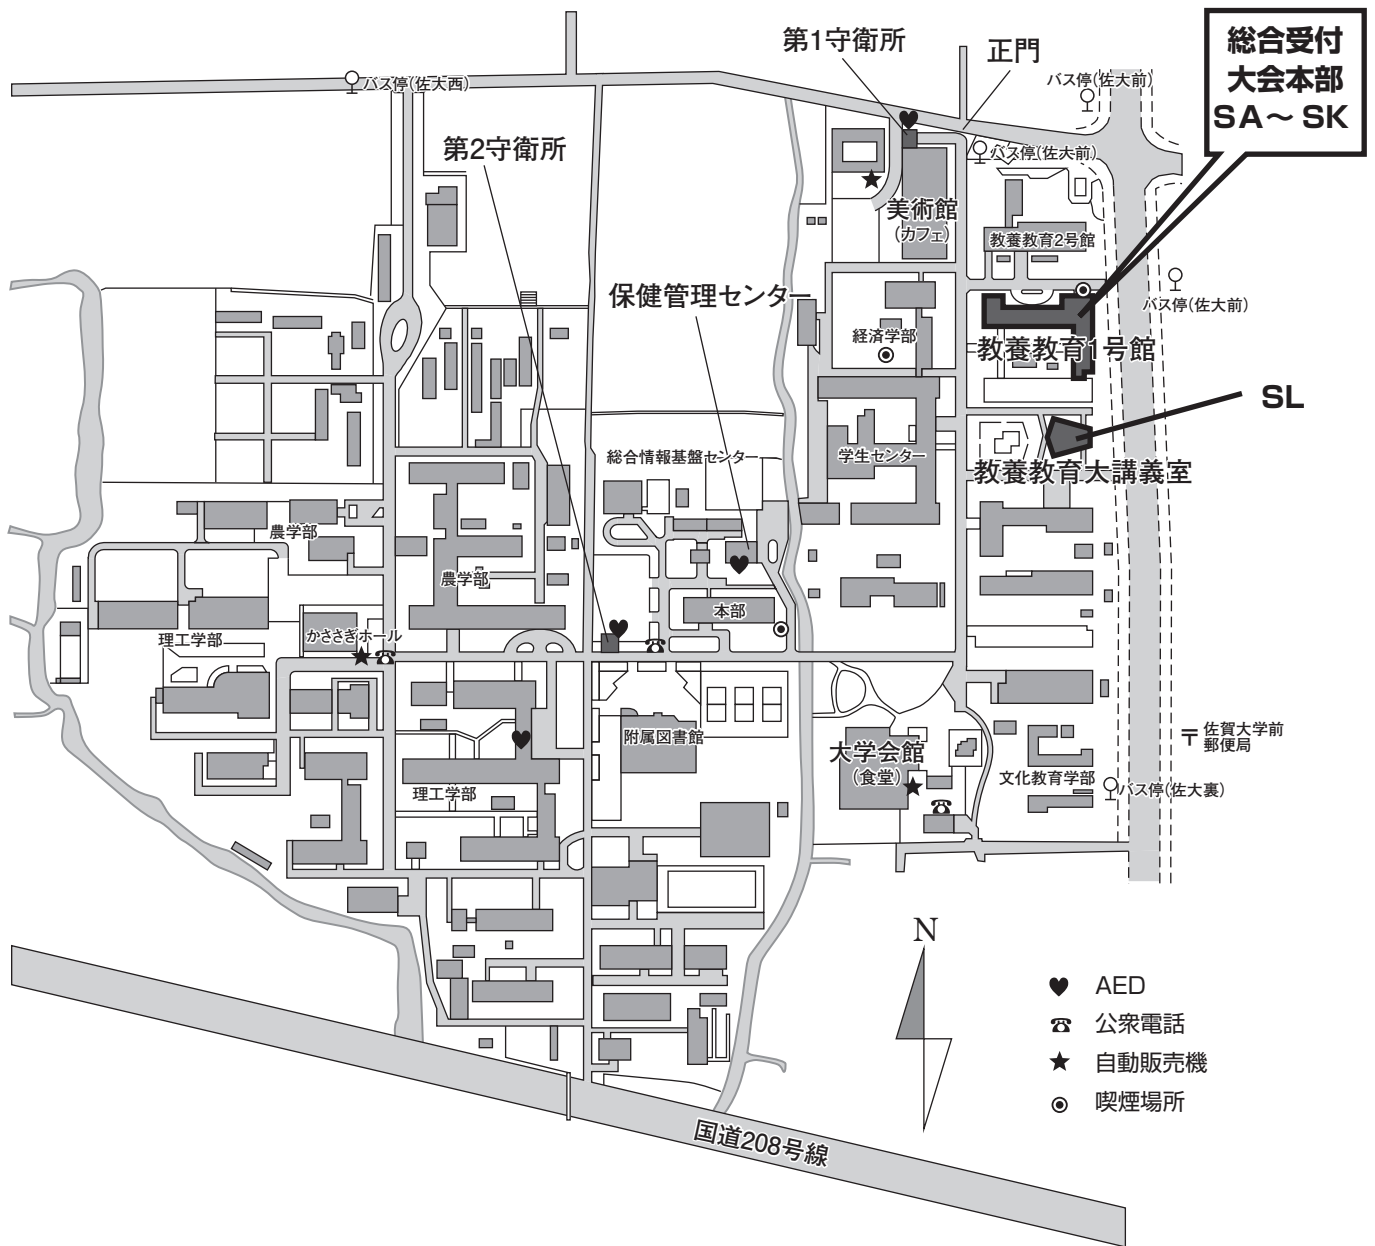 総合受付
大会本部
SA～SK
第1守衛所
正門
バス停(佐大前)
バス停(佐大西)
バス停(佐大前)
第2守衛所
美術館
(カフェ)
教養教育2号館
保健管理センター
バス停(佐大前)
経済学部
教養教育1号館
SL
総合情報基盤センター
学生センター
教養教育大講義室
農学部
農学部
本部
理工学部
かささぎホール
附属図書館
大学会館
(食堂)
〒佐賀大学前
郵便局
文化教育学部
バス停(佐大裏)
理工学部
N
AED
公衆電話
自動販売機
喫煙場所
国道208号線